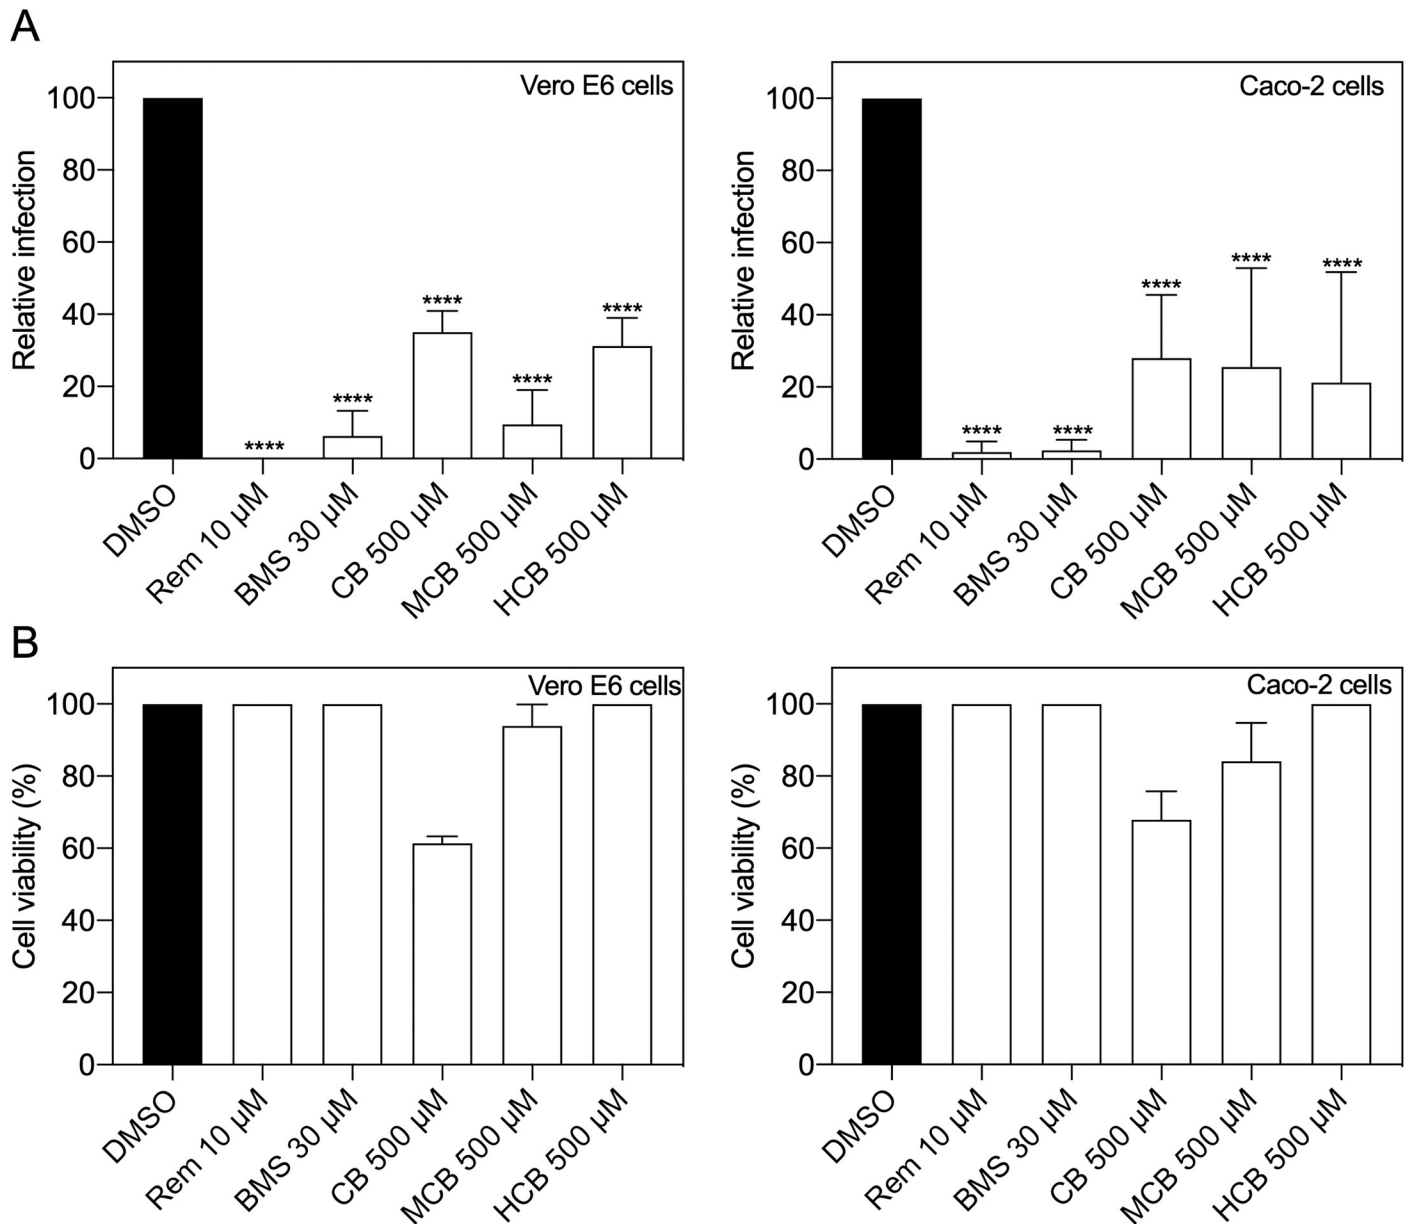 A
Vero E6 cells
Relative infection
100
80
60
40
20
0
****
****
****
****
****
DMSO
Rem 10 µM
BMS 30 µM
CB 500 µM
MCB 500 µM
HCB 500 µM
Caco-2 cells
Relative infection
100
80
60
40
20
0
****
****
****
****
****
DMSO
Rem 10 µM
BMS 30 µM
CB 500 µM
MCB 500 µM
HCB 500 µM
B
Vero E6 cells
Cell viability (%)
100
80
60
40
20
0
DMSO
Rem 10 µM
BMS 30 µM
CB 500 µM
MCB 500 µM
HCB 500 µM
Caco-2 cells
Cell viability (%)
100
80
60
40
20
0
DMSO
Rem 10 µM
BMS 30 µM
CB 500 µM
MCB 500 µM
HCB 500 µM